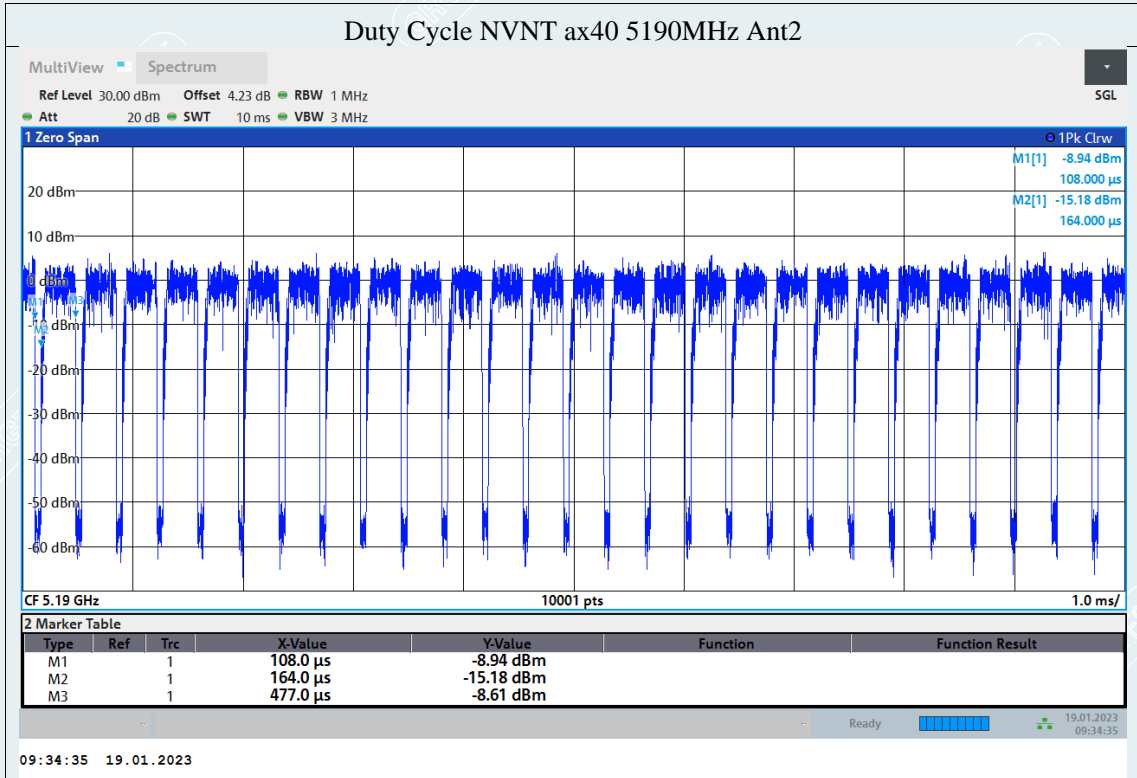 Duty Cycle NVNT ax40 5190MHz Ant2
MultiView Spectrum
Ref Level 30.00 dBm Offset 4.23 dB RBW 1 MHz SGL
Att 20 dB SWT 10 ms VBW 3 MHz
1 Zero Span 1Pk Clrw
M1[1] -8.94 dBm
108.000 µs
20 dBm M2[1] -15.18 dBm
164.000 µs
10 dBm
0 dBm
M1 M3
-10 dBm
M2
-20 dBm
-30 dBm
-40 dBm
-50 dBm
-60 dBm
CF 5.19 GHz 10001 pts 1.0 ms/
2 Marker Table
Type Ref Trc X-Value Y-Value Function Function Result
M1 1 108.0 µs -8.94 dBm
M2 1 164.0 µs -15.18 dBm
M3 1 477.0 µs -8.61 dBm
Ready 19.01.2023
09:34:35
09:34:35 19.01.2023